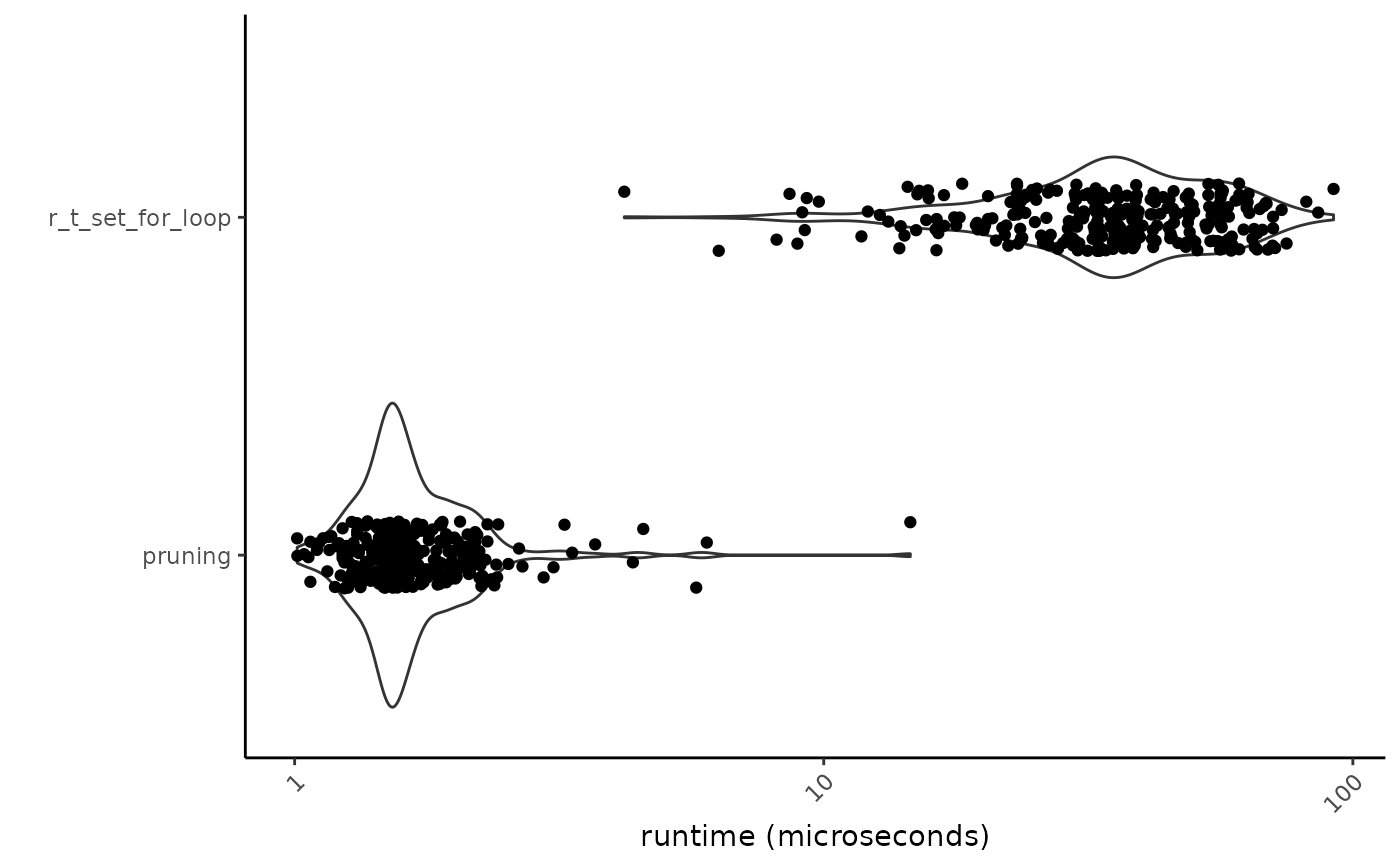 r_t_set_for_loop
pruning
1
10
100
runtime (microseconds)